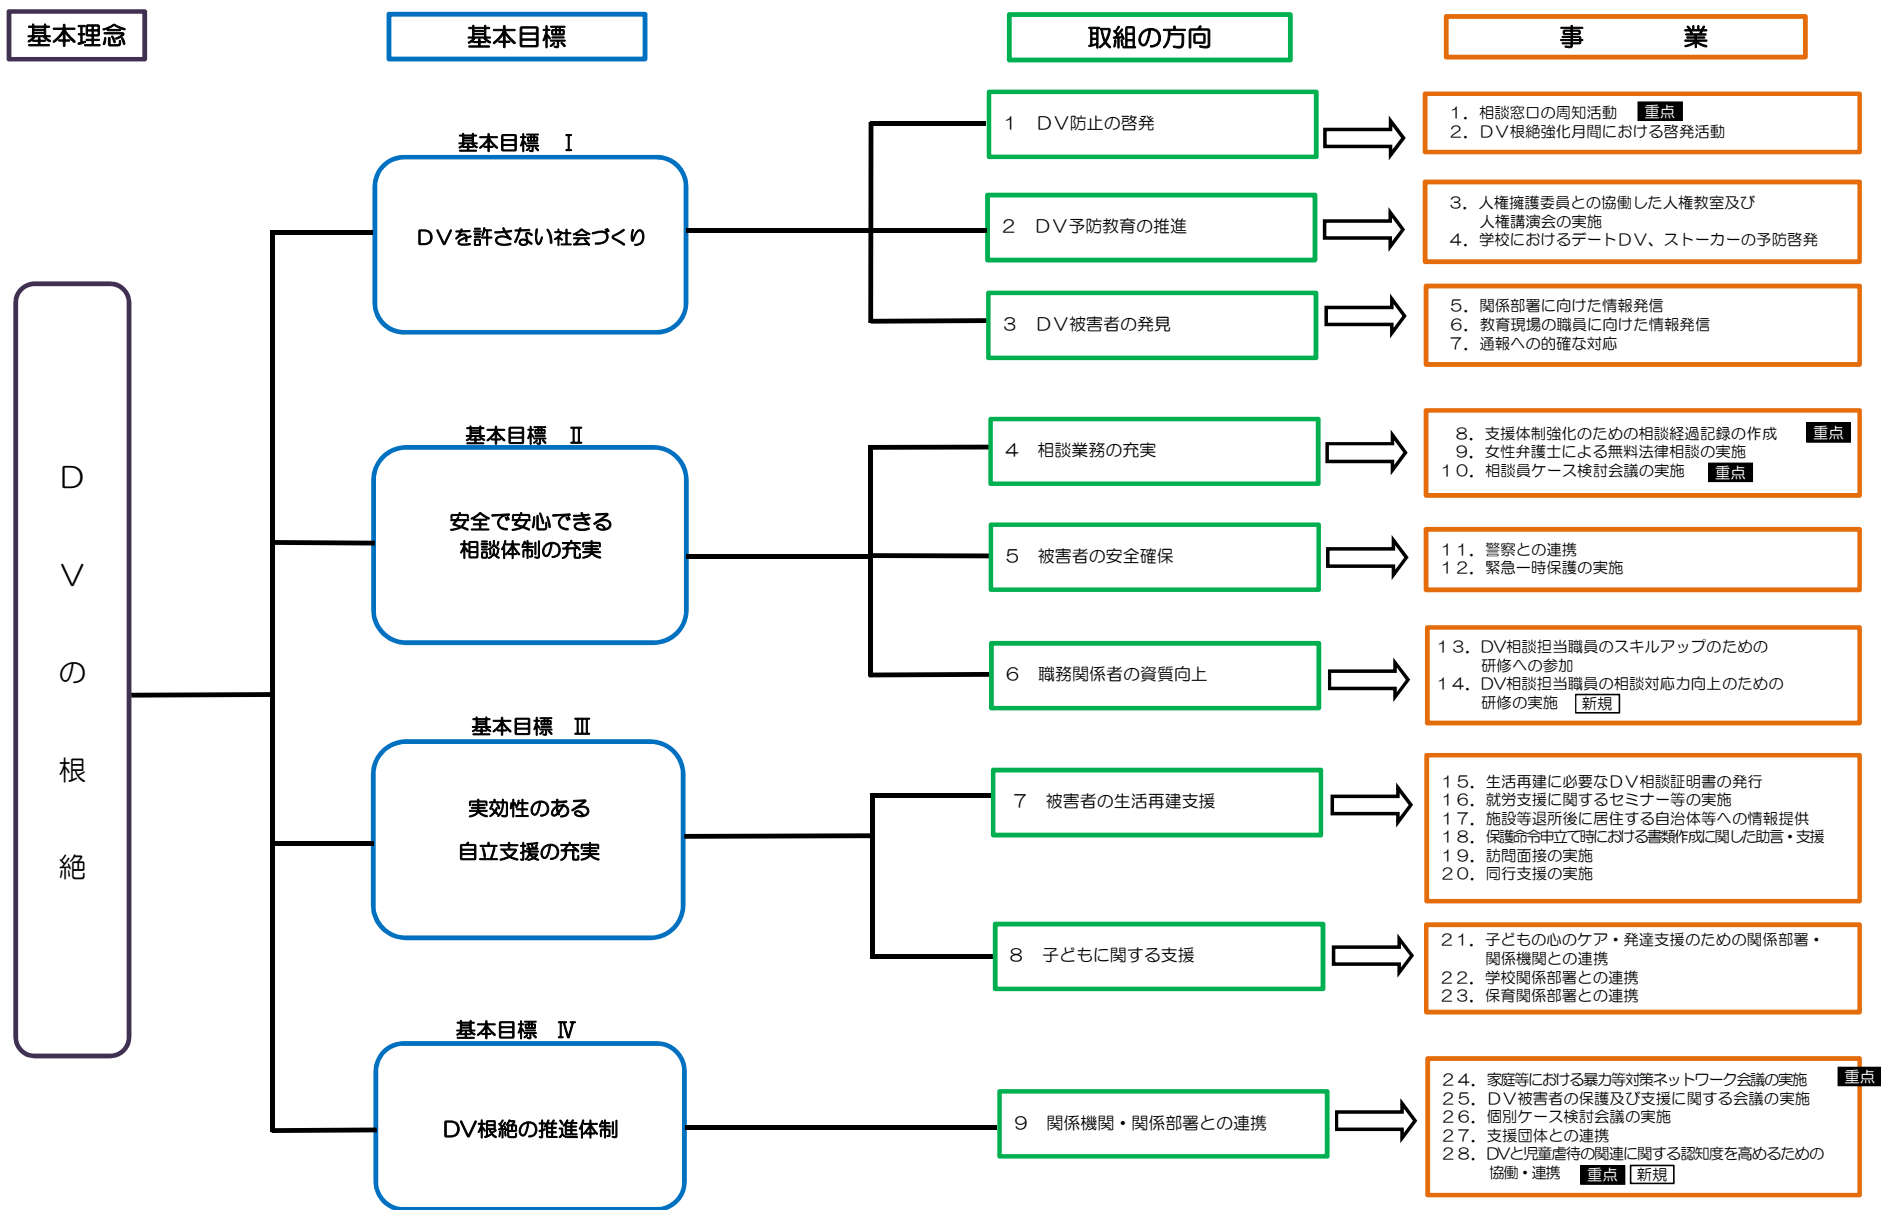 基本理念
基本目標
取組の方向
事　業
DVの根絶
基本目標　Ⅰ
DVを許さない社会づくり
1　DV防止の啓発
1．相談窓口の周知活動　重点
2．DV根絶強化月間における啓発活動
2　DV予防教育の推進
3．人権擁護委員との協働した人権教室及び
人権講演会の実施
4．学校におけるデートDV、ストーカーの予防啓発
3　DV被害者の発見
5．関係部署に向けた情報発信
6．教育現場の職員に向けた情報発信
7．通報への的確な対応
基本目標　Ⅱ
安全で安心できる
相談体制の充実
4　相談業務の充実
8．支援体制強化のための相談経過記録の作成　重点
9．女性弁護士による無料法律相談の実施
10．相談員ケース検討会議の実施　重点
5　被害者の安全確保
11．警察との連携
12．緊急一時保護の実施
6　職務関係者の資質向上
13．DV相談担当職員のスキルアップのための
研修への参加
14．DV相談担当職員の相談対応力向上のための
研修の実施　新規
基本目標　Ⅲ
実効性のある
自立支援の充実
7　被害者の生活再建支援
15．生活再建に必要なDV相談証明書の発行
16．就労支援に関するセミナー等の実施
17．施設等退所後に居住する自治体等への情報提供
18．保護命令申立て時における書類作成に関した助言・支援
19．訪問面接の実施
20．同行支援の実施
8　子どもに関する支援
21．子どもの心のケア・発達支援のための関係部署・
関係機関との連携
22．学校関係部署との連携
23．保育関係部署との連携
基本目標　Ⅳ
DV根絶の推進体制
9　関係機関・関係部署との連携
24．家庭等における暴力等対策ネットワーク会議の実施　重点
25．DV被害者の保護及び支援に関する会議の実施
26．個別ケース検討会議の実施
27．支援団体との連携
28．DVと児童虐待の関連に関する認知度を高めるための
協働・連携　重点　新規